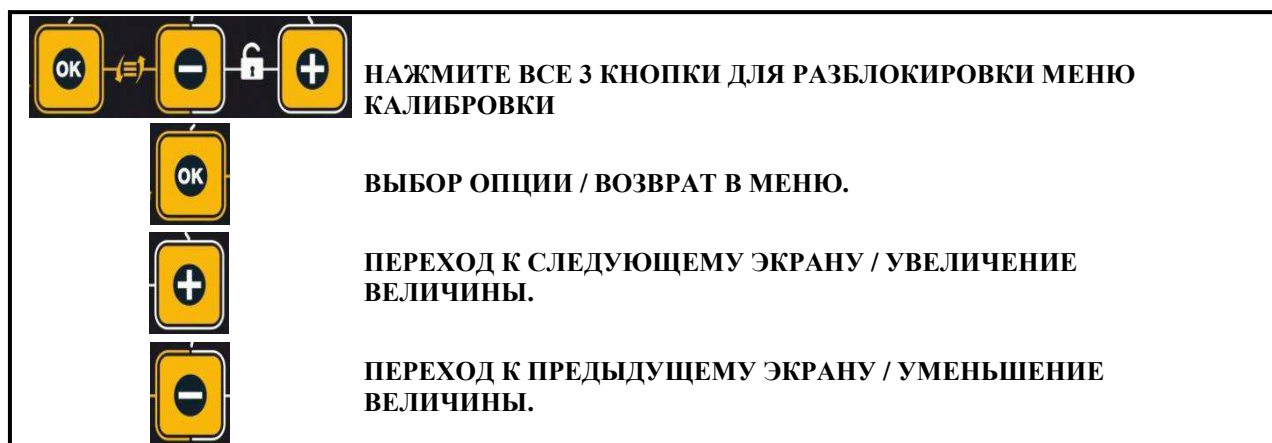 OK
НАЖМИТЕ ВСЕ 3 КНОПКИ ДЛЯ РАЗБЛОКИРОВКИ МЕНЮ
КАЛИБРОВКИ
OK
ВЫБОР ОПЦИИ / ВОЗВРАТ В МЕНЮ.
ПЕРЕХОД К СЛЕДУЮЩЕМУ ЭКРАНУ / УВЕЛИЧЕНИЕ
ВЕЛИЧИНЫ.
ПЕРЕХОД К ПРЕДЫДУЩЕМУ ЭКРАНУ / УМЕНЬШЕНИЕ
ВЕЛИЧИНЫ.